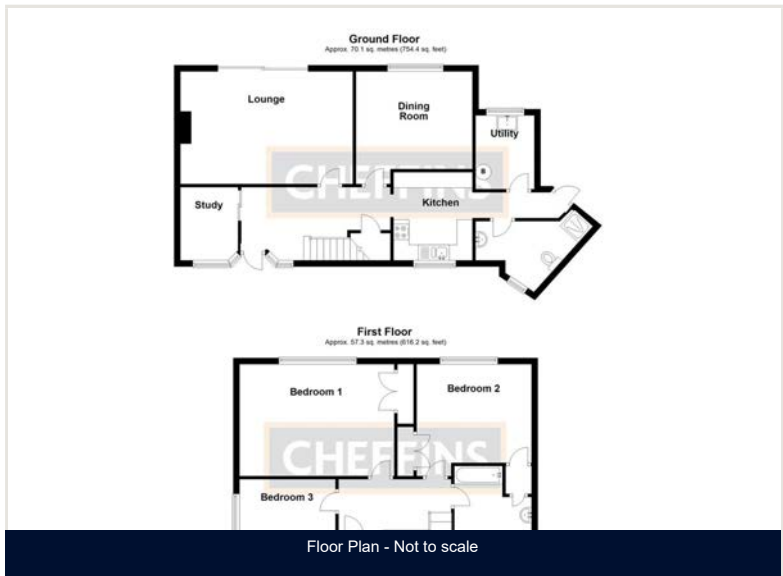 Ground Floor
Approx. 70.1 sq. metres (754.4 sq. feet)
Lounge
Dining
Room
Utility
B
CHEFFINS
Study
Kitchen
First Floor
Approx. 57.3 sq. metres (616.2 sq. feet)
Bedroom 1
Bedroom 2
CHEFFINS
Bedroom 3
Floor Plan - Not to scale